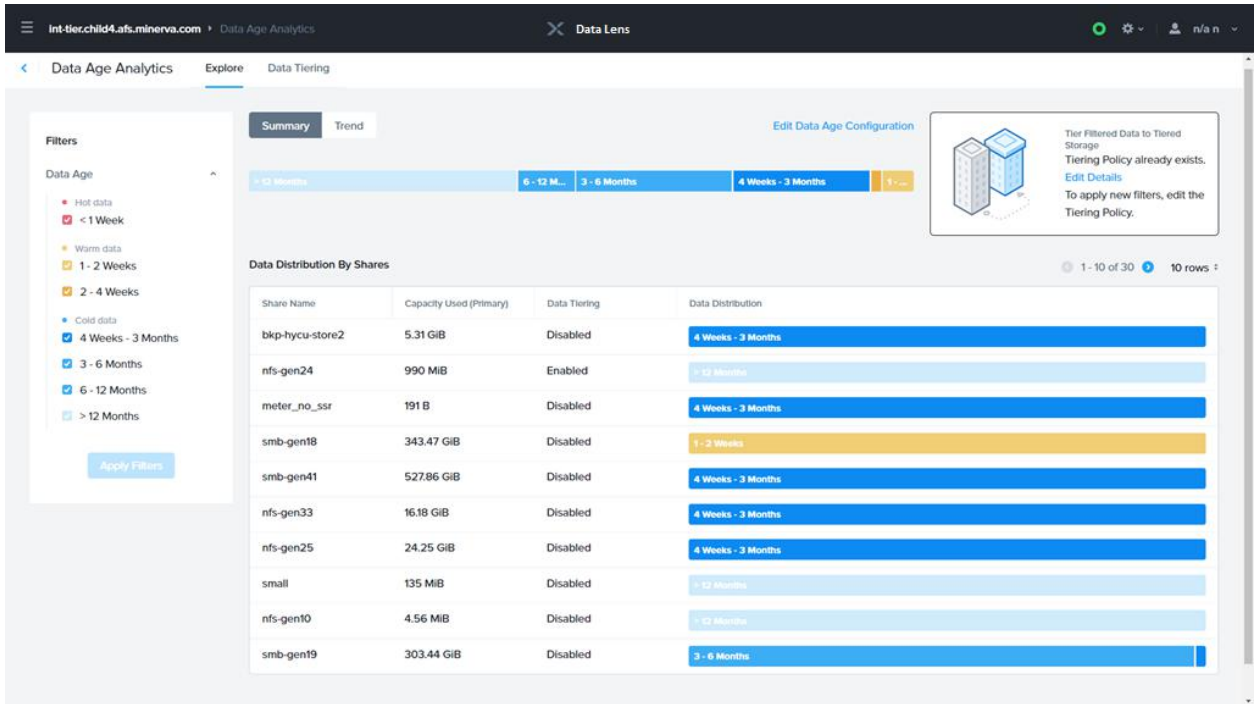 int-tier.child4.afs.minerva.com › Data Age Analytics
Data Lens
n/a n
Data Age Analytics
Explore
Data Tiering
Filters
Data Age
Hot data
< 1 Week
Warm data
1 - 2 Weeks
2 - 4 Weeks
Cold data
4 Weeks - 3 Months
3 - 6 Months
6 - 12 Months
> 12 Months
Apply Filters
Summary
Trend
Edit Data Age Configuration
> 12 Months
6 - 12 M...
3 - 6 Months
4 Weeks - 3 Months
1 - ...
Tier Filtered Data to Tiered
Storage
Tiering Policy already exists.
Edit Details
To apply new filters, edit the
Tiering Policy.
Data Distribution By Shares
1 - 10 of 30
10 rows
Share Name Capacity Used (Primary) Data Tiering Data Distribution
bkp-hycu-store2 5.31 GiB Disabled 4 Weeks - 3 Months
nfs-gen24 990 MiB Enabled > 12 Months
meter_no_ssr 191 B Disabled 4 Weeks - 3 Months
smb-gen18 343.47 GiB Disabled 1 - 2 Weeks
smb-gen41 527.86 GiB Disabled 4 Weeks - 3 Months
nfs-gen33 16.18 GiB Disabled 4 Weeks - 3 Months
nfs-gen25 24.25 GiB Disabled 4 Weeks - 3 Months
small 135 MiB Disabled > 12 Months
nfs-gen10 4.56 MiB Disabled > 12 Months
smb-gen19 303.44 GiB Disabled 3 - 6 Months